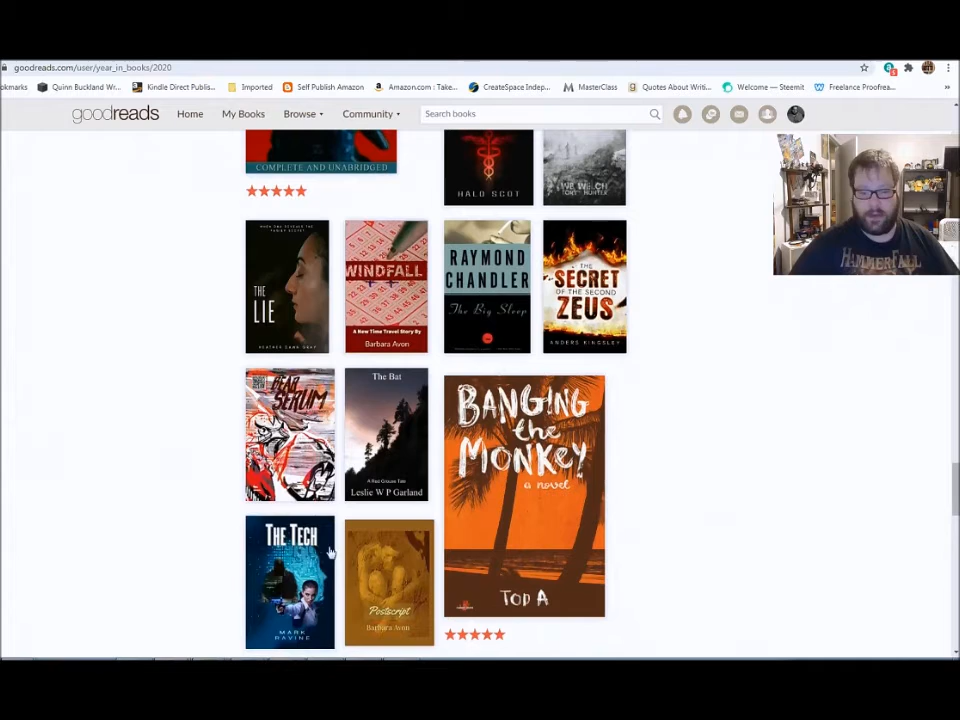 goodreads.com/user/year_in_books/2020
okmarks
Quinn Buckland Wr...
Kindle Direct Publis...
Imported
Self Publish Amazon
Amazon.com : Take...
CreateSpace Indep...
MasterClass
Quotes About Writi...
Welcome — Steemit
Freelance Proofrea...
»
goodreads
Home
My Books
Browse
Community
Search books
COMPLETE AND UNABRIDGED
HALO SCOT
THE
LIE
WINDFALL
A New Time Travel Story By
Barbara Avon
RAYMOND
CHANDLER
The Big Sleep
THE
SECRET
OF THE SECOND
ZEUS
ANDERS KINGSLEY
HAMMERFALL
SERUM
The Bat
A Red Grouse Tale
Leslie W P Garland
BANGING
the
MONKEY
a novel
TOD A
THE TECH
MARK
RAVINE
Postscript
Barbara Avon